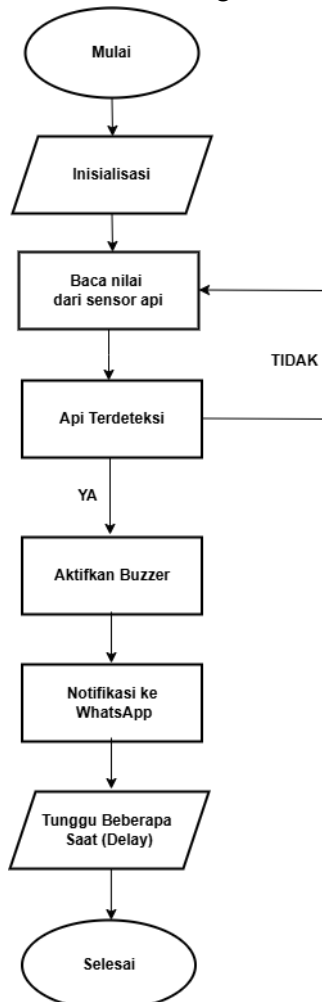 Mulai
Inisialisasi
Baca nilai
dari sensor api
TIDAK
Api Terdeteksi
YA
Aktifkan Buzzer
Notifikasi ke
WhatsApp
Tunggu Beberapa
Saat (Delay)
Selesai